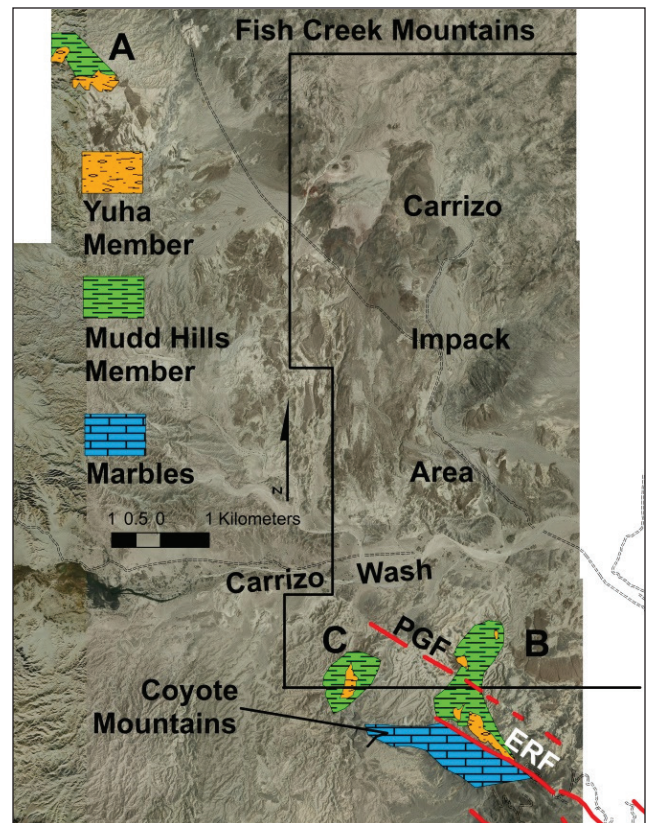 Fish Creek Mountains
A
Yuha
Member
Carrizo
Mudd Hills
Member
Impack
Marbles
Area
N
1 0.5 0 1 Kilometers
Carrizo Wash
PGF
B
C
Coyote
Mountains
ERF